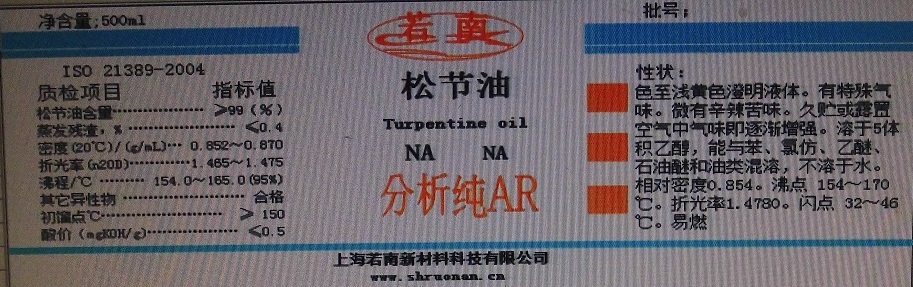 净含量;500ml
ISO 21389-2004
质检项目 指标值
松节油含量··················≥99（%）
蒸发残渣，% ··················≤0.4
密度(20℃)/(g/mL)··· 0.852～0.870
折光率(n20D)············1.465～1.475
沸程/℃ ········· 154.0～165.0(95%)
其它异性物 ·················· 合格
初馏点℃·················· ≥ 150
酸价（mgKOH/g)··············≤0.5
若南
松节油
Turpentine oil
NA NA
分析纯AR
批号；
性状：
色至浅黄色澄明液体。有特殊气
味。微有辛辣苦味。久贮或露置
空气中气味即逐渐增强。溶于5体
积乙醇，能与苯、氯仿、乙醚、
石油醚和油类混溶，不溶于水。
相对密度0.854。沸点 154～170
℃。折光率1.4780。闪点 32～46
℃。易燃
上海若南新材料科技有限公司
www.shruonan.cn